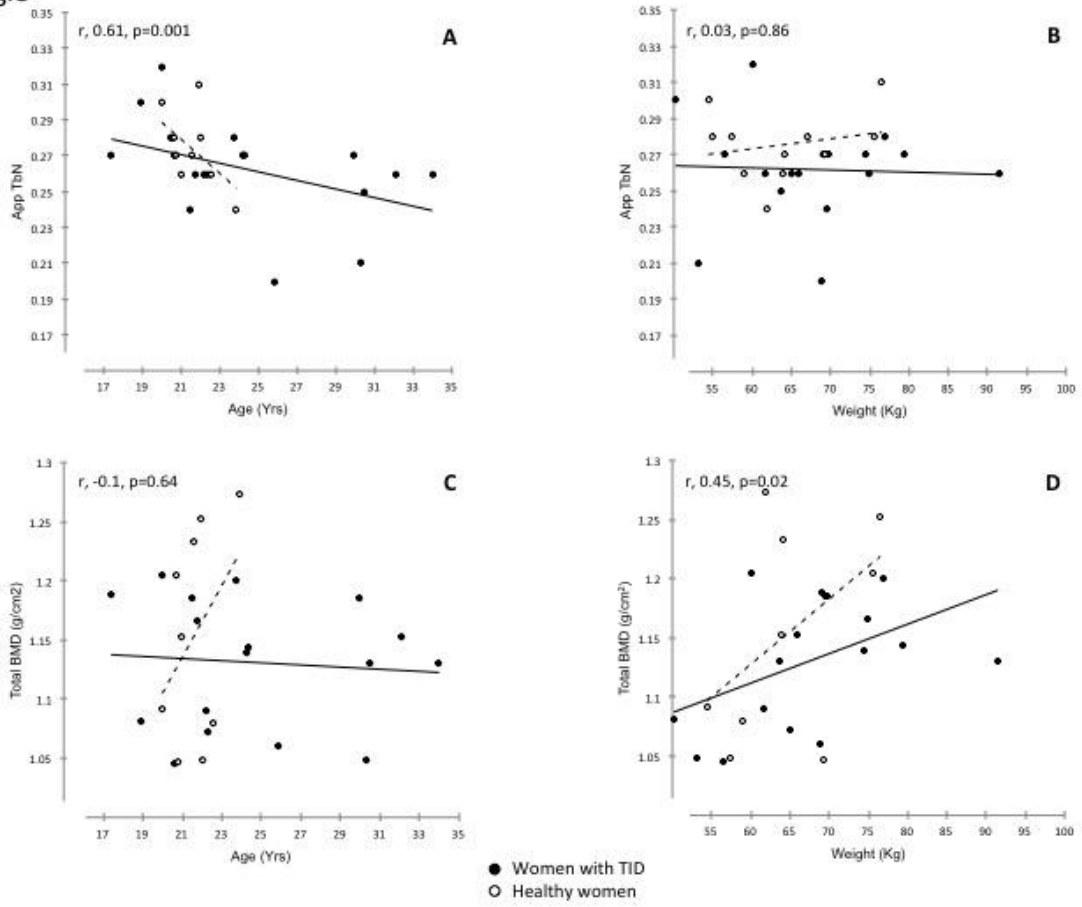 r, 0.61, p=0.001
A
0.35
0.33
0.31
0.29
0.27
0.25
0.23
0.21
0.19
0.17
App TbN
17 19 21 23 25 27 29 31 33 35
Age (Yrs)
r, 0.03, p=0.86
B
0.35
0.33
0.31
0.29
0.27
0.25
0.23
0.21
0.19
0.17
App TbN
55 60 65 70 75 80 85 90 95 100
Weight (Kg)
r, -0.1, p=0.64
C
1.3
1.25
1.2
1.15
1.1
1.05
Total BMD (g/cm2)
17 19 21 23 25 27 29 31 33 35
Age (Yrs)
r, 0.45, p=0.02
D
1.3
1.25
1.2
1.15
1.1
1.05
Total BMD (g/cm²)
55 60 65 70 75 80 85 90 95 100
Weight (Kg)
Women with TID
Healthy women